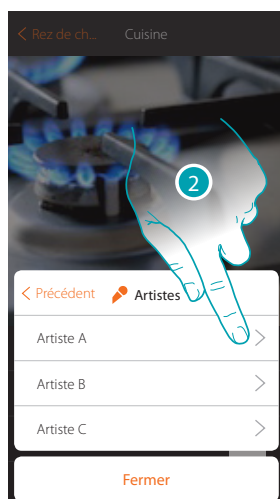 < Rez de ch... Cuisine
2
< Précédent Artistes
Artiste A
Artiste B
Artiste C
Fermer